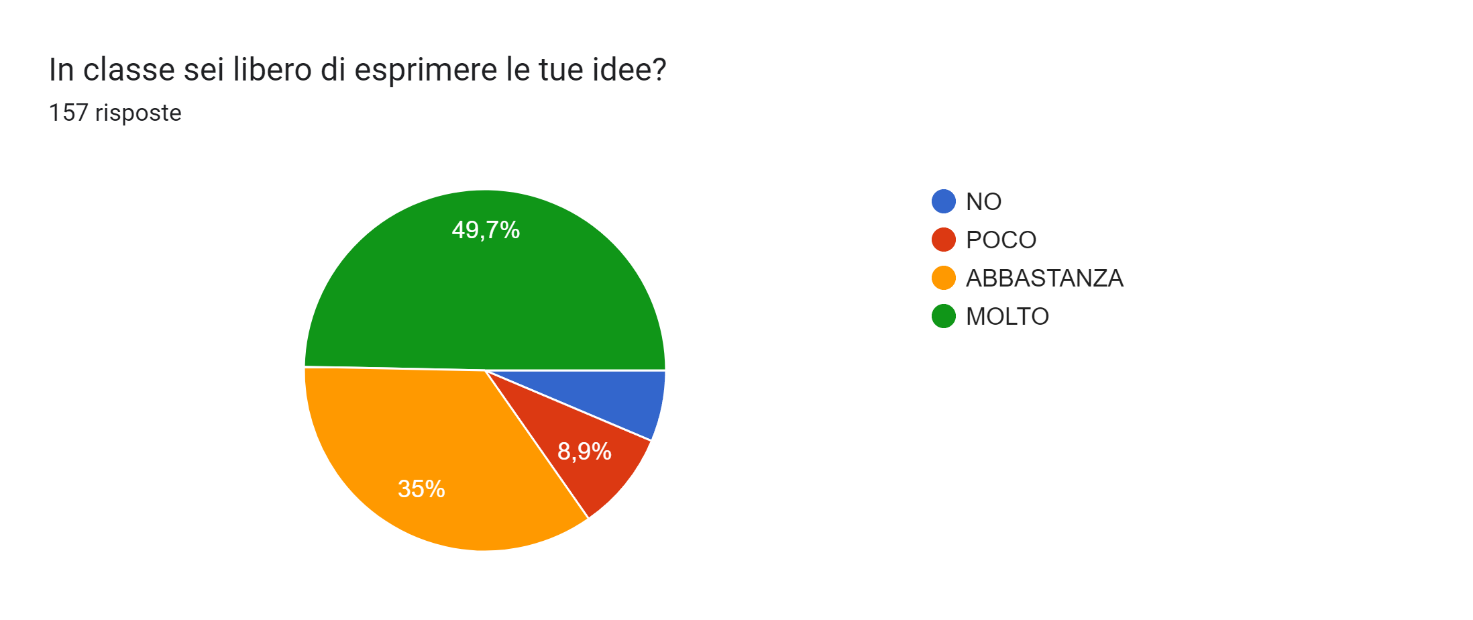 In classe sei libero di esprimere le tue idee?
157 risposte
49,7%
8,9%
35%
NO
POCO
ABBASTANZA
MOLTO